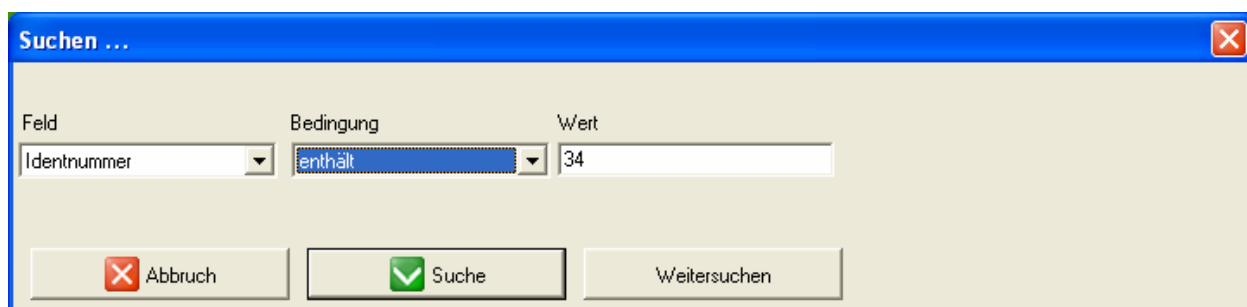 Suchen ...
Feld Bedingung Wert
Identnummer enthält 34
Abbruch Suche Weitersuchen